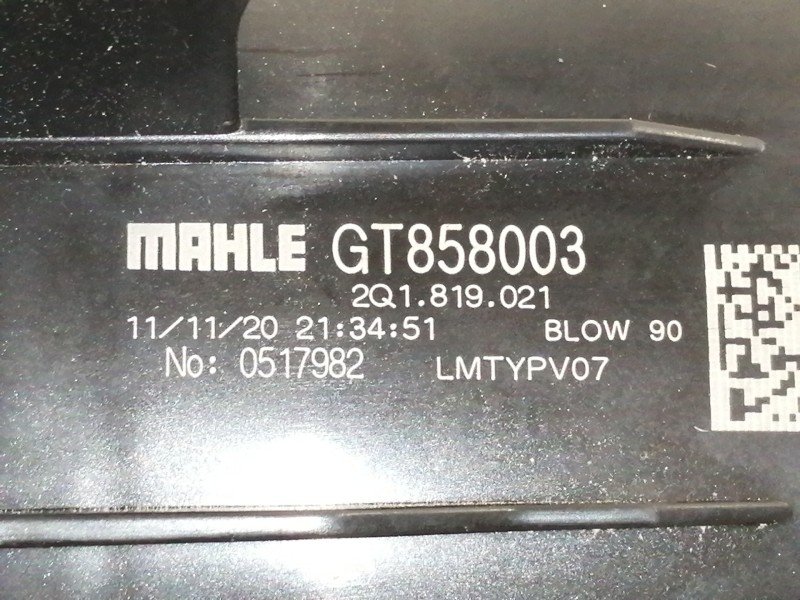 MAHLE GT858003
2Q1.819.021
11/11/20 21:34:51 BLOW 90
No: 0517982 LMTYPV07